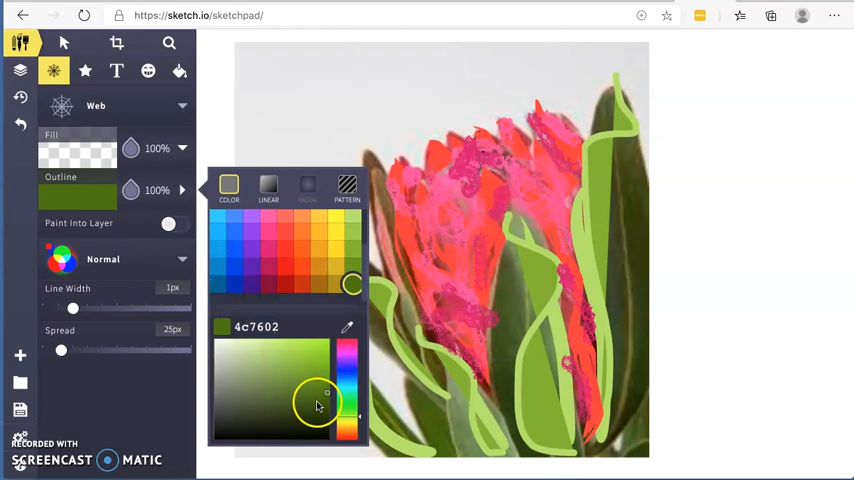 https://sketch.io/sketchpad/
Web
Fill
100%
Outline
100%
COLOR
LINEAR
RADIAL
PATTERN
Paint Into Layer
Normal
Line Width
1px
4c7602
Spread
25px
RECORDED WITH
SCREENCAST MATIC